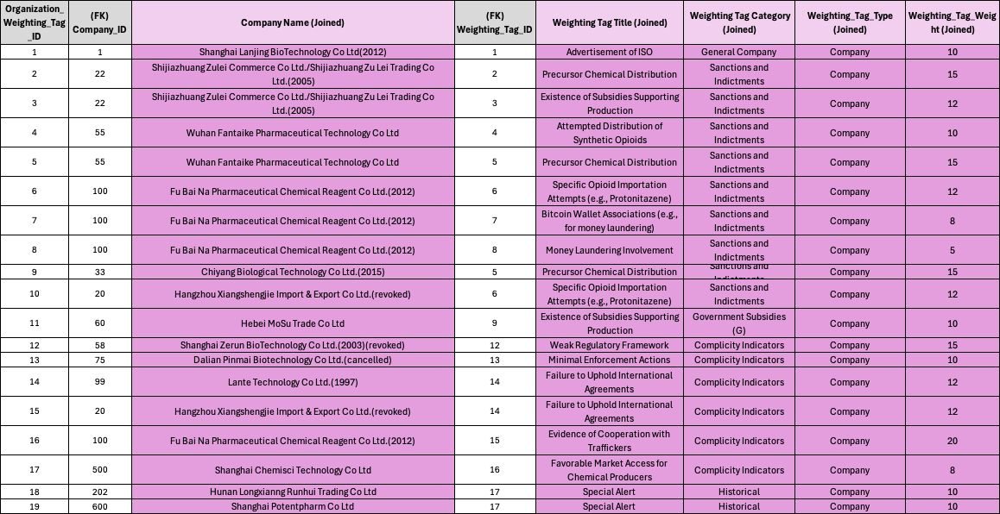 Organization_Weighting_Tag_ID | (FK) Company_ID | Company Name (Joined) | (FK) Weighting_Tag_ID | Weighting Tag Title (Joined) | Weighting Tag Category (Joined) | Weighting_Tag_Type (Joined) | Weighting_Tag_Weight (Joined)
1 | 1 | Shanghai Lanjing BioTechnology Co Ltd(2012) | 1 | Advertisement of ISO | General Company | Company | 10
2 | 22 | Shijiazhuang Zulei Commerce Co Ltd./Shijiazhuang Zu Lei Trading Co Ltd.(2005) | 2 | Precursor Chemical Distribution | Sanctions and Indictments | Company | 15
3 | 22 | Shijiazhuang Zulei Commerce Co Ltd./Shijiazhuang Zu Lei Trading Co Ltd.(2005) | 3 | Existence of Subsidies Supporting Production | Sanctions and Indictments | Company | 12
4 | 55 | Wuhan Fantaike Pharmaceutical Technology Co Ltd | 4 | Attempted Distribution of Synthetic Opioids | Sanctions and Indictments | Company | 10
5 | 55 | Wuhan Fantaike Pharmaceutical Technology Co Ltd | 5 | Precursor Chemical Distribution | Sanctions and Indictments | Company | 15
6 | 100 | Fu Bai Na Pharmaceutical Chemical Reagent Co Ltd.(2012) | 6 | Specific Opioid Importation Attempts (e.g., Protonitazene) | Sanctions and Indictments | Company | 12
7 | 100 | Fu Bai Na Pharmaceutical Chemical Reagent Co Ltd.(2012) | 7 | Bitcoin Wallet Associations (e.g., for money laundering) | Sanctions and Indictments | Company | 8
8 | 100 | Fu Bai Na Pharmaceutical Chemical Reagent Co Ltd.(2012) | 8 | Money Laundering Involvement | Sanctions and Indictments | Company | 5
9 | 33 | Chiyang Biological Technology Co Ltd.(2015) | 5 | Precursor Chemical Distribution | Sanctions and Indictments | Company | 15
10 | 20 | Hangzhou Xiangshengjie Import & Export Co Ltd.(revoked) | 6 | Specific Opioid Importation Attempts (e.g., Protonitazene) | Sanctions and Indictments | Company | 12
11 | 60 | Hebei MoSu Trade Co Ltd | 9 | Existence of Subsidies Supporting Production | Government Subsidies (G) | Company | 10
12 | 58 | Shanghai Zerun BioTechnology Co Ltd.(2003)(revoked) | 12 | Weak Regulatory Framework | Complicity Indicators | Company | 15
13 | 75 | Dalian Pinmai Biotechnology Co Ltd.(cancelled) | 13 | Minimal Enforcement Actions | Complicity Indicators | Company | 10
14 | 99 | Lante Technology Co Ltd.(1997) | 14 | Failure to Uphold International Agreements | Complicity Indicators | Company | 12
15 | 20 | Hangzhou Xiangshengjie Import & Export Co Ltd.(revoked) | 14 | Failure to Uphold International Agreements | Complicity Indicators | Company | 12
16 | 100 | Fu Bai Na Pharmaceutical Chemical Reagent Co Ltd.(2012) | 15 | Evidence of Cooperation with Traffickers | Complicity Indicators | Company | 20
17 | 500 | Shanghai Chemisci Technology Co Ltd | 16 | Favorable Market Access for Chemical Producers | Complicity Indicators | Company | 8
18 | 202 | Hunan Longxianng Runhui Trading Co Ltd | 17 | Special Alert | Historical | Company | 10
19 | 600 | Shanghai Potentpharm Co Ltd | 17 | Special Alert | Historical | Company | 10